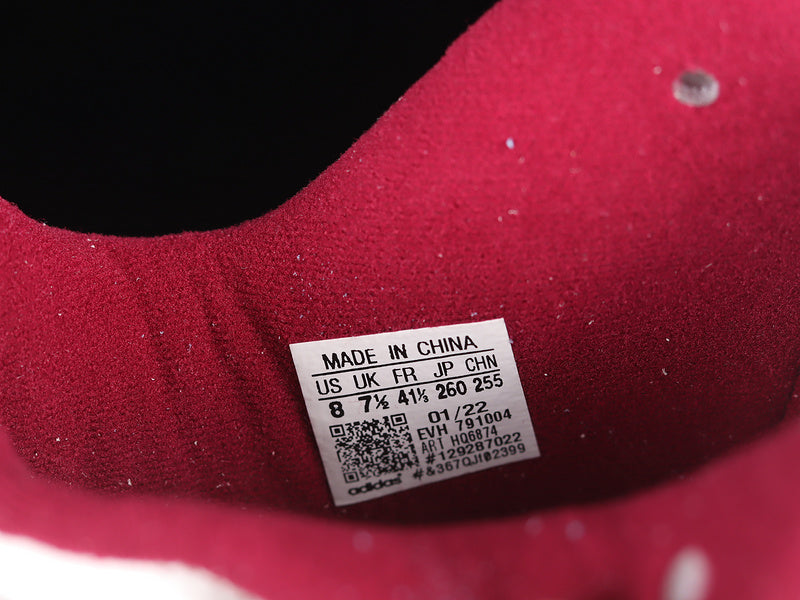 MADE IN CHINA
US UK FR JP CHN
8 7½ 41⅓ 260 255
01/22
EVH 791004
ART HQ6874
#129287022
#&367QJ102399
adidas